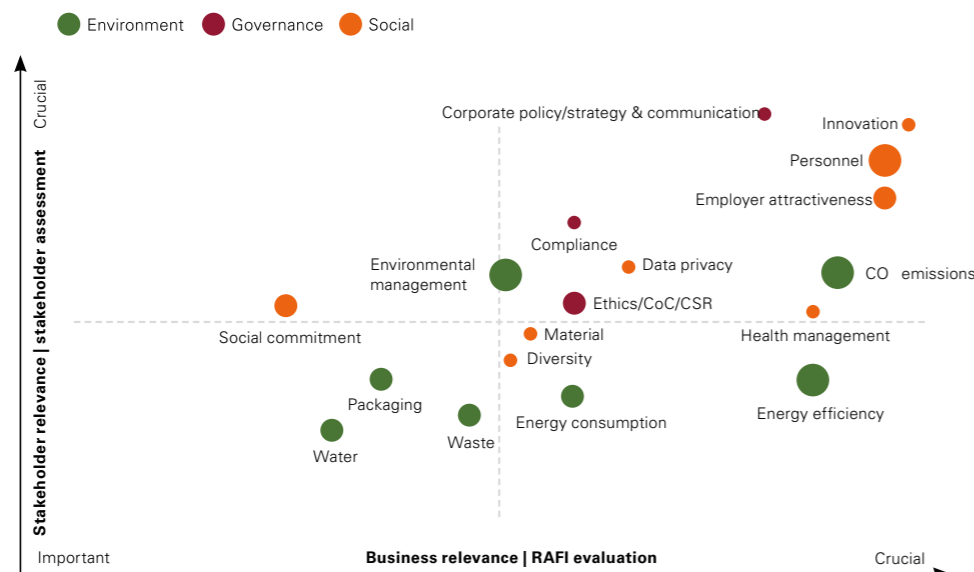 Environment
Governance
Social
Crucial
Stakeholder relevance | stakeholder assessment
Corporate policy/strategy & communication
Innovation
Personnel
Employer attractiveness
Compliance
Environmental
management
Data privacy
CO emissions
Ethics/CoC/CSR
Social commitment
Material
Health management
Diversity
Packaging
Energy consumption
Energy efficiency
Waste
Water
Important
Business relevance | RAFI evaluation
Crucial